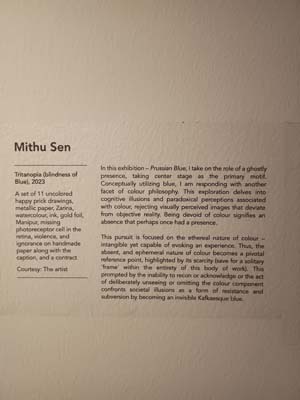 Mithu Sen
Tritanopia (blindness of
Blue), 2023
A set of 11 uncolored
happy prick drawings,
metallic paper, Zarina,
watercolour, ink, gold foil,
Manipur, missing
photoreceptor cell in the
retina, violence, and
ignorance on handmade
paper along with the
caption, and a contract
Courtesy: The artist
In this exhibition – Prussian Blue, I take on the role of a ghostly
presence, taking center stage as the primary motif.
Conceptually utilizing blue, I am responding with another
facet of colour philosophy. This exploration delves into
cognitive illusions and paradoxical perceptions associated
with colour, rejecting visually perceived images that deviate
from objective reality. Being devoid of colour signifies an
absence that perhaps once had a presence.
This pursuit is focused on the ethereal nature of colour –
intangible yet capable of evoking an experience. Thus, the
absent, and ephemeral nature of colour becomes a pivotal
reference point, highlighted by its scarcity (save for a solitary
'frame' within the entirety of this body of work). This
prompted by the inability to recon or acknowledge or the act
of deliberately unseeing or omitting the colour component
confronts societal illusions as a form of resistance and
subversion by becoming an invisible Kafkaesque blue.